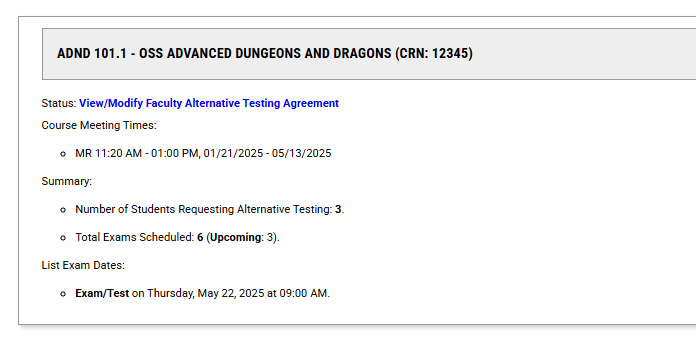 ADND 101.1 - OSS ADVANCED DUNGEONS AND DRAGONS (CRN: 12345)
Status: View/Modify Faculty Alternative Testing Agreement
Course Meeting Times:
MR 11:20 AM - 01:00 PM, 01/21/2025 - 05/13/2025
Summary:
Number of Students Requesting Alternative Testing: 3.
Total Exams Scheduled: 6 (Upcoming: 3).
List Exam Dates:
Exam/Test on Thursday, May 22, 2025 at 09:00 AM.